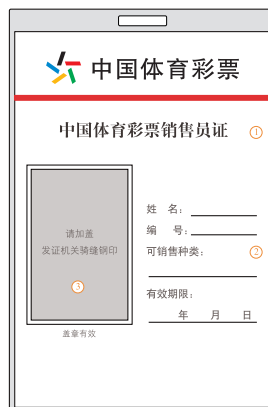 中国体育彩票
中国体育彩票销售员证 ①
请加盖
发证机关骑缝钢印
③
盖章有效
姓 名：
编 号：
可销售种类： ②
有效期限：
年 月 日